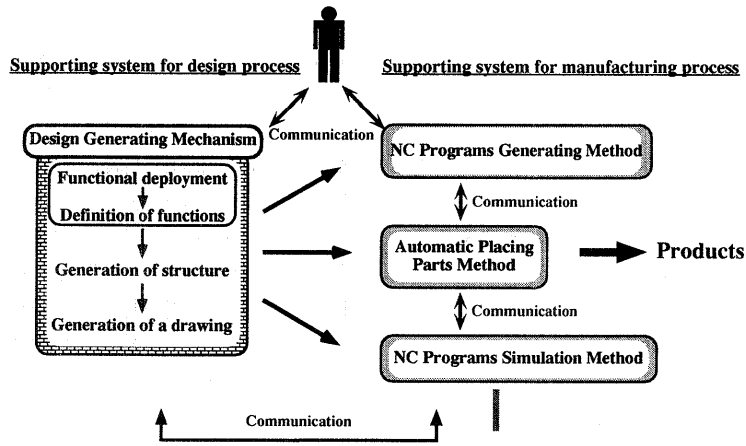 Supporting system for design process
Supporting system for manufacturing process
Communication
Design Generating Mechanism
Functional deployment
Definition of functions
Generation of structure
Generation of a drawing
NC Programs Generating Method
Communication
Automatic Placing
Parts Method
Products
Communication
NC Programs Simulation Method
Communication